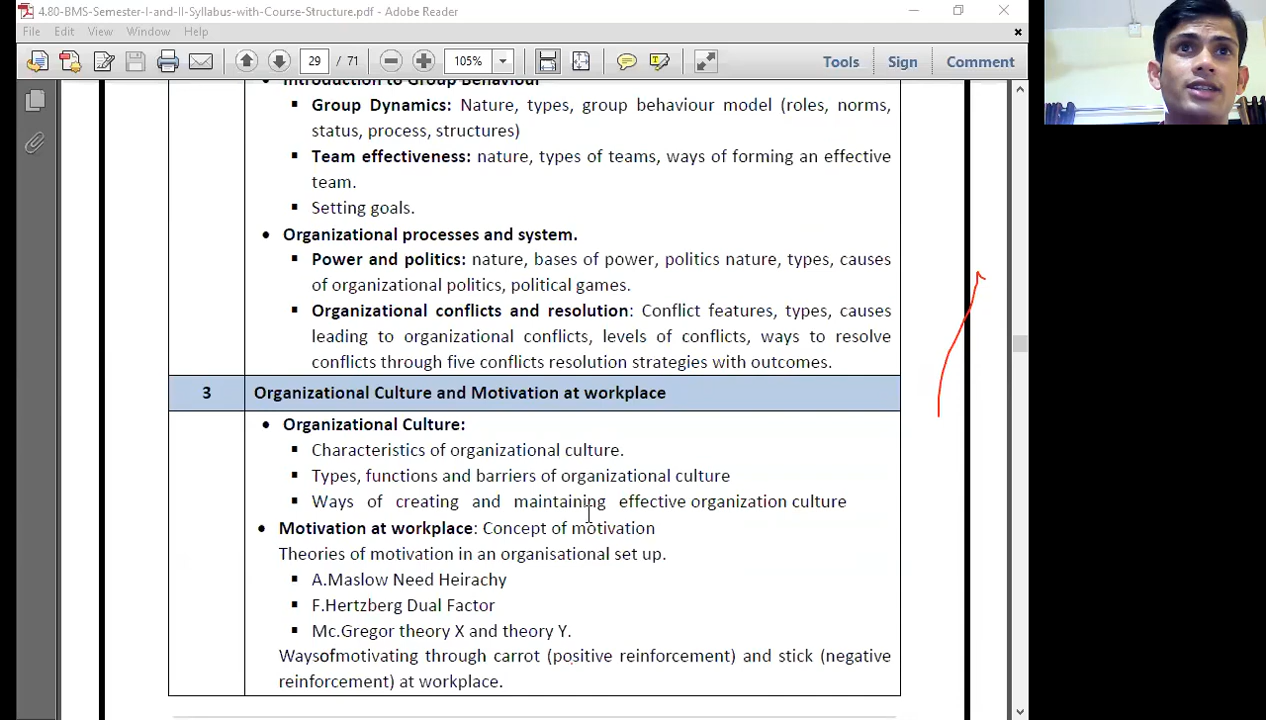 4.80-BMS-Semester-I-and-II-Syllabus-with-Course-Structure.pdf - Adobe Reader
File Edit View Window Help
29 / 71 105% Tools Sign Comment
Introduction to Group Behaviour
▪ Group Dynamics: Nature, types, group behaviour model (roles, norms,
status, process, structures)
▪ Team effectiveness: nature, types of teams, ways of forming an effective
team.
▪ Setting goals.
• Organizational processes and system.
▪ Power and politics: nature, bases of power, politics nature, types, causes
of organizational politics, political games.
▪ Organizational conflicts and resolution: Conflict features, types, causes
leading to organizational conflicts, levels of conflicts, ways to resolve
conflicts through five conflicts resolution strategies with outcomes.
3 Organizational Culture and Motivation at workplace
• Organizational Culture:
▪ Characteristics of organizational culture.
▪ Types, functions and barriers of organizational culture
▪ Ways of creating and maintaining effective organization culture
• Motivation at workplace: Concept of motivation
Theories of motivation in an organisational set up.
▪ A.Maslow Need Heirachy
▪ F.Hertzberg Dual Factor
▪ Mc.Gregor theory X and theory Y.
Waysofmotivating through carrot (positive reinforcement) and stick (negative
reinforcement) at workplace.